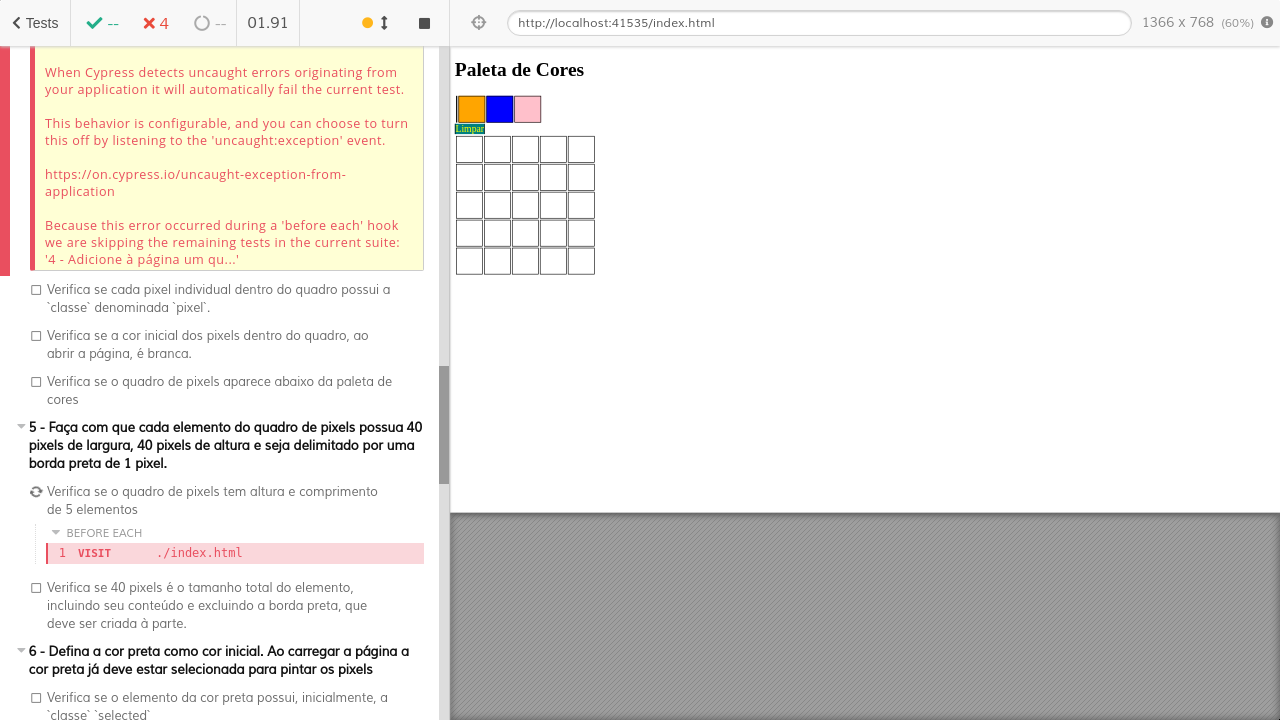 Tests
--
4
--
01.91
http://localhost:41535/index.html
1366 x 768 (60%)
When Cypress detects uncaught errors originating from
your application it will automatically fail the current test.
This behavior is configurable, and you can choose to turn
this off by listening to the 'uncaught:exception' event.
https://on.cypress.io/uncaught-exception-from-
application
Because this error occurred during a 'before each' hook
we are skipping the remaining tests in the current suite:
'4 - Adicione à página um qu...'
Verifica se cada pixel individual dentro do quadro possui a
`classe` denominada `pixel`.
Verifica se a cor inicial dos pixels dentro do quadro, ao
abrir a página, é branca.
Verifica se o quadro de pixels aparece abaixo da paleta de
cores
5 - Faça com que cada elemento do quadro de pixels possua 40
pixels de largura, 40 pixels de altura e seja delimitado por uma
borda preta de 1 pixel.
Verifica se o quadro de pixels tem altura e comprimento
de 5 elementos
BEFORE EACH
1 VISIT ./index.html
Verifica se 40 pixels é o tamanho total do elemento,
incluindo seu conteúdo e excluindo a borda preta, que
deve ser criada à parte.
6 - Defina a cor preta como cor inicial. Ao carregar a página a
cor preta já deve estar selecionada para pintar os pixels
Verifica se o elemento da cor preta possui, inicialmente, a
`classe` `selected`
Paleta de Cores
Limpar